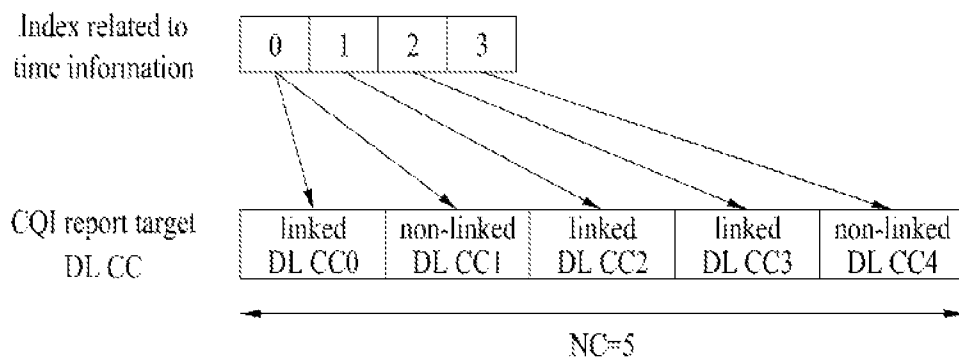 Index related to
time information
0 1 2 3
CQI report target
DL CC
linked
DL CC0
non-linked
DL CC1
linked
DL CC2
linked
DL CC3
non-linked
DL CC4
NC=5